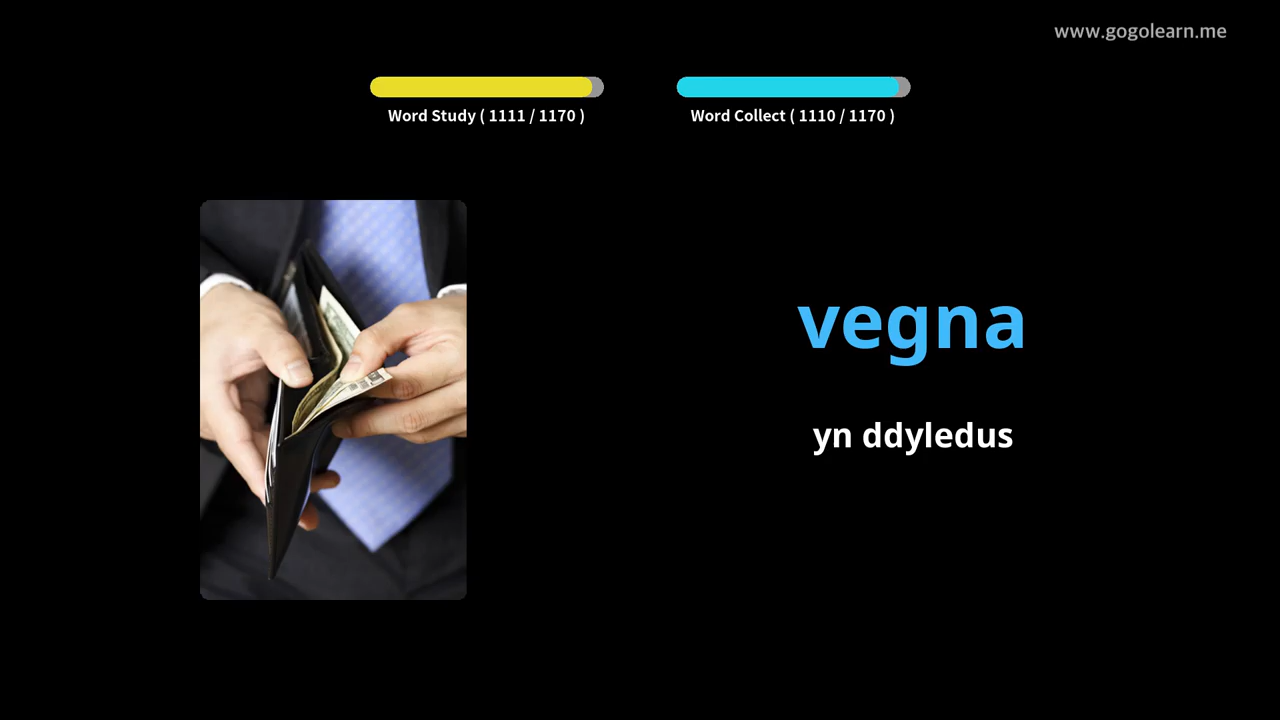 www.gogolearn.me
Word Study ( 1111 / 1170 )
Word Collect ( 1110 / 1170 )
vegna
yn ddyledus